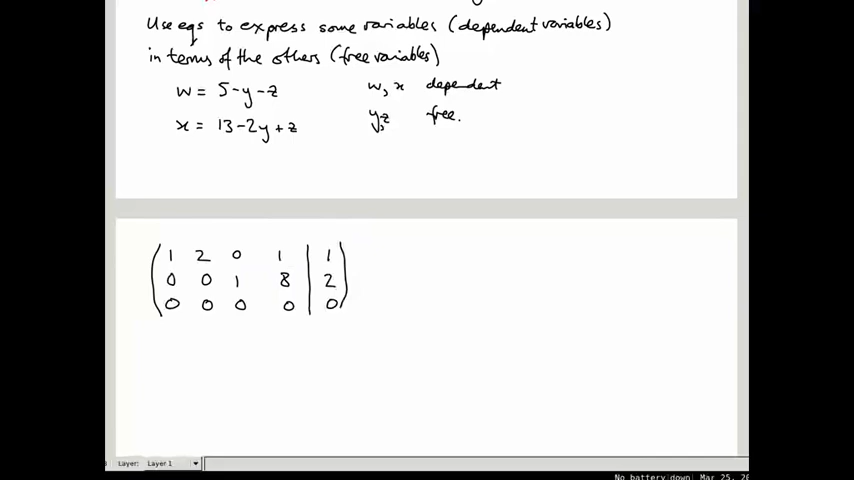 Use eqs to express some variables (dependent variables)
in terms of the others (free variables)
w = 5-y-z w, x dependent
x = 13-2y+z y,z free.
1 2 0 1 | 1
0 0 1 8 | 2
0 0 0 0 | 0
Layer: Layer 1
No battery down Mar 25, 20